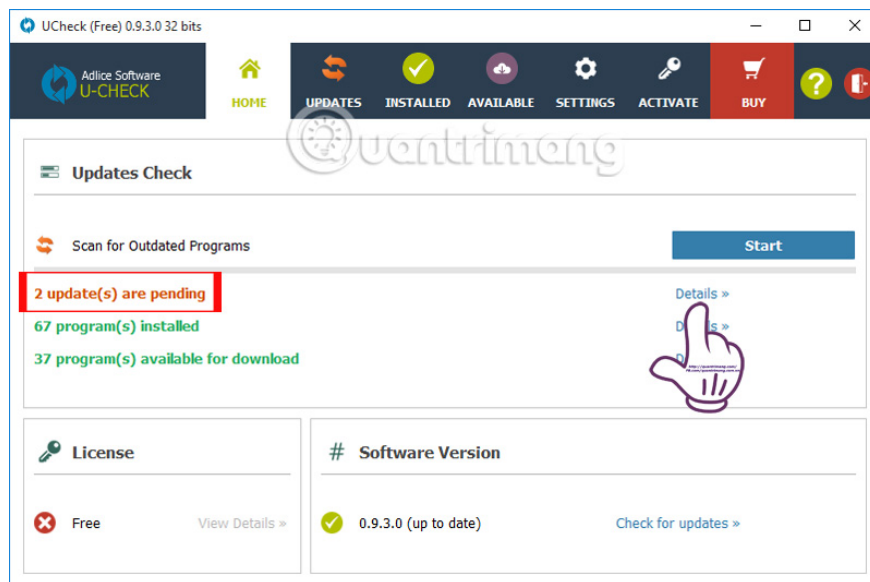 UCheck (Free) 0.9.3.0 32 bits
Adlice Software
U-CHECK
HOME
UPDATES
INSTALLED
AVAILABLE
SETTINGS
ACTIVATE
BUY
?
Quantrimang
Updates Check
Scan for Outdated Programs
Start
2 update(s) are pending
Details »
67 program(s) installed
37 program(s) available for download
License
Free
View Details »
# Software Version
0.9.3.0 (up to date)
Check for updates »